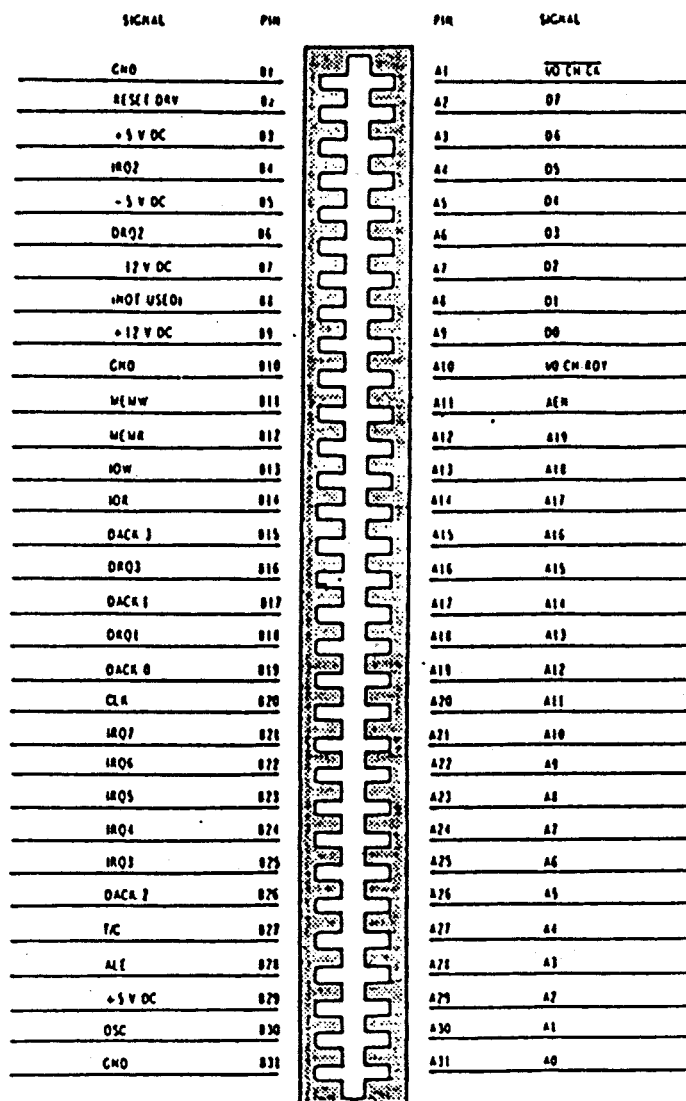 SIGNAL PIN PIN SIGNAL
GND B1 A1 I/O CH CK
RESET DRV B2 A2 D7
+5 V DC B3 A3 D6
IRQ2 B4 A4 D5
-5 V DC B5 A5 D4
DRQ2 B6 A6 D3
12 V DC B7 A7 D2
(NOT USED) B8 A8 D1
+12 V DC B9 A9 D0
GND B10 A10 I/O CH RDY
MEMW B11 A11 AEN
MEMR B12 A12 A19
IOW B13 A13 A18
IOR B14 A14 A17
DACK 3 B15 A15 A16
DRQ3 B16 A16 A15
DACK 1 B17 A17 A14
DRQ1 B18 A18 A13
DACK 0 B19 A19 A12
CLK B20 A20 A11
IRQ7 B21 A21 A10
IRQ6 B22 A22 A9
IRQ5 B23 A23 A8
IRQ4 B24 A24 A7
IRQ3 B25 A25 A6
DACK 2 B26 A26 A5
T/C B27 A27 A4
ALE B28 A28 A3
+5 V DC B29 A29 A2
OSC B30 A30 A1
GND B31 A31 A0